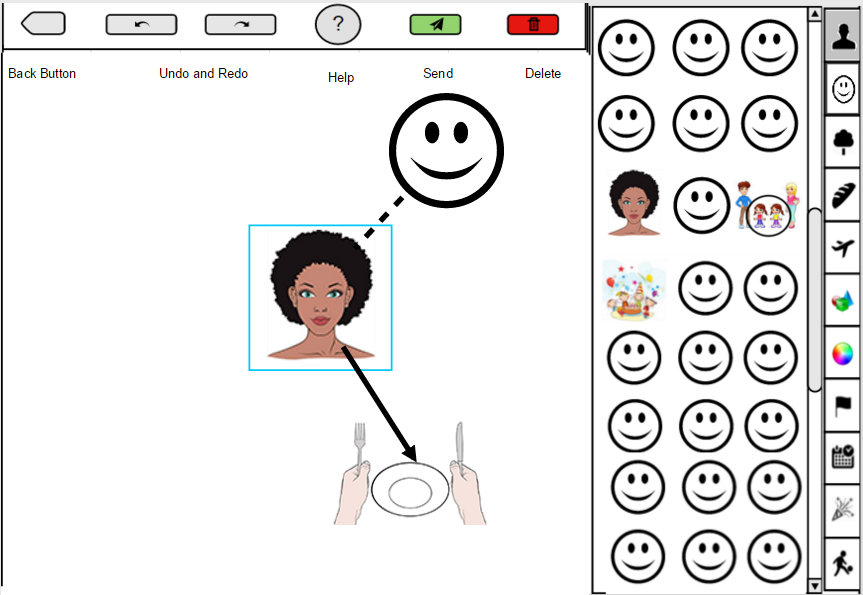 ?
Back Button
Undo and Redo
Help
Send
Delete